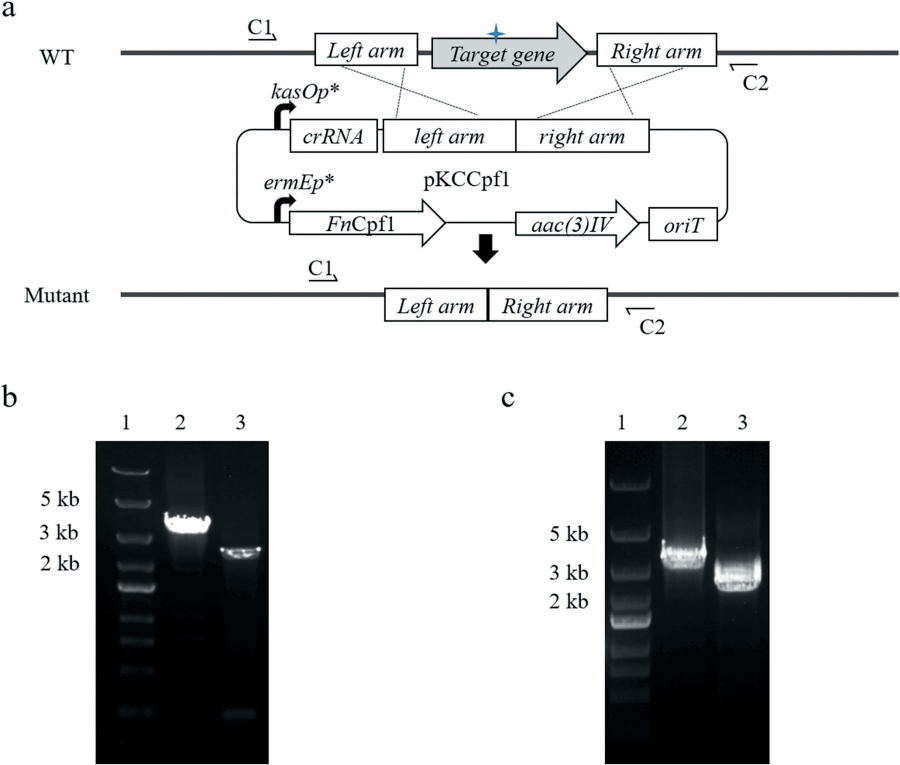 a
C1
WT Left arm Target gene Right arm
C2
kasOp*
crRNA left arm right arm
ermEp* pKCCpf1
FnCpf1 aac(3)IV oriT
C1
Mutant Left arm Right arm
C2
b
1 2 3
5 kb
3 kb
2 kb
c
1 2 3
5 kb
3 kb
2 kb